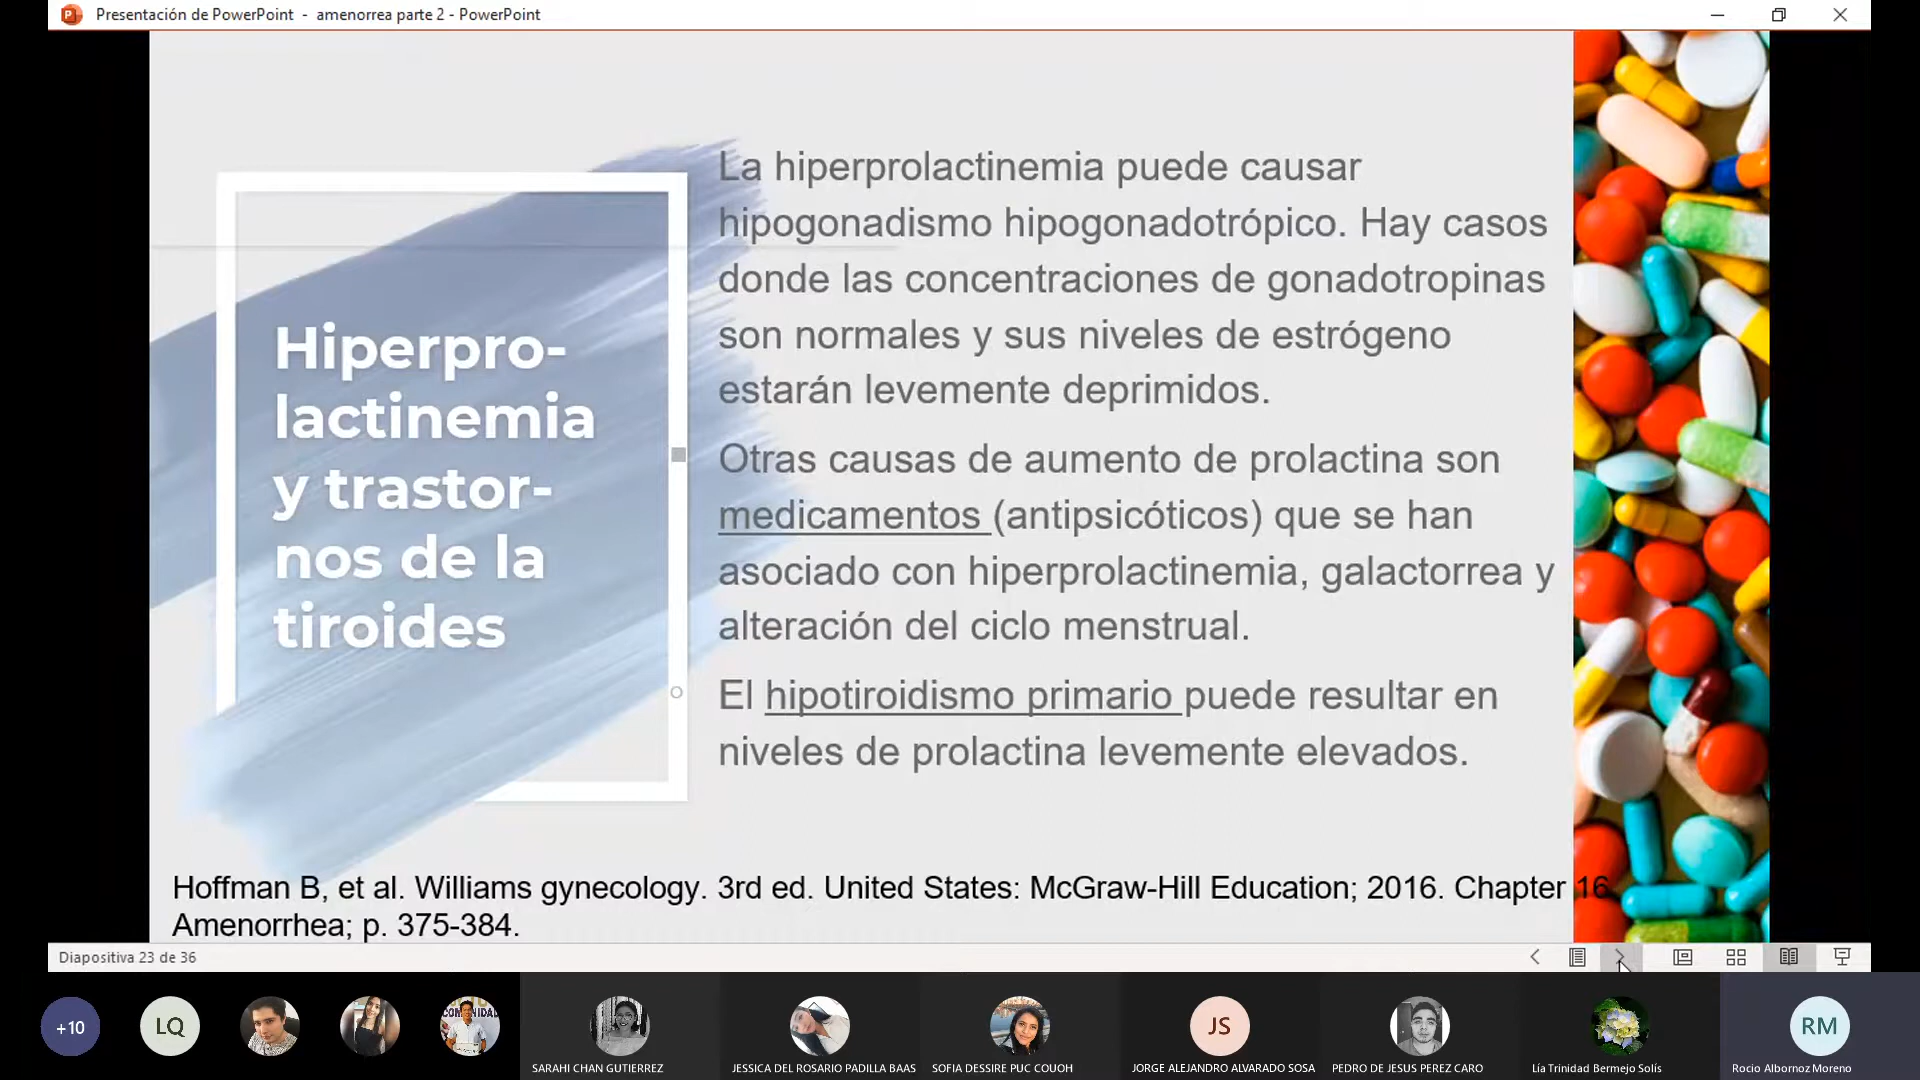 Presentación de PowerPoint - amenorrea parte 2 - PowerPoint
Hiperpro-
lactinemia
y trastor-
nos de la
tiroides
La hiperprolactinemia puede causar
hipogonadismo hipogonadotrópico. Hay casos
donde las concentraciones de gonadotropinas
son normales y sus niveles de estrógeno
estarán levemente deprimidos.
Otras causas de aumento de prolactina son
medicamentos (antipsicóticos) que se han
asociado con hiperprolactinemia, galactorrea y
alteración del ciclo menstrual.
El hipotiroidismo primario puede resultar en
niveles de prolactina levemente elevados.
Hoffman B, et al. Williams gynecology. 3rd ed. United States: McGraw-Hill Education; 2016. Chapter 16.
Amenorrhea; p. 375-384.
Diapositiva 23 de 36
+10
LQ
JS
RM
SARAHI CHAN GUTIERREZ
JESSICA DEL ROSARIO PADILLA BAAS
SOFIA DESSIRE PUC COUOH
JORGE ALEJANDRO ALVARADO SOSA
PEDRO DE JESUS PEREZ CARO
Lía Trinidad Bermejo Solís
Rocio Albornoz Moreno